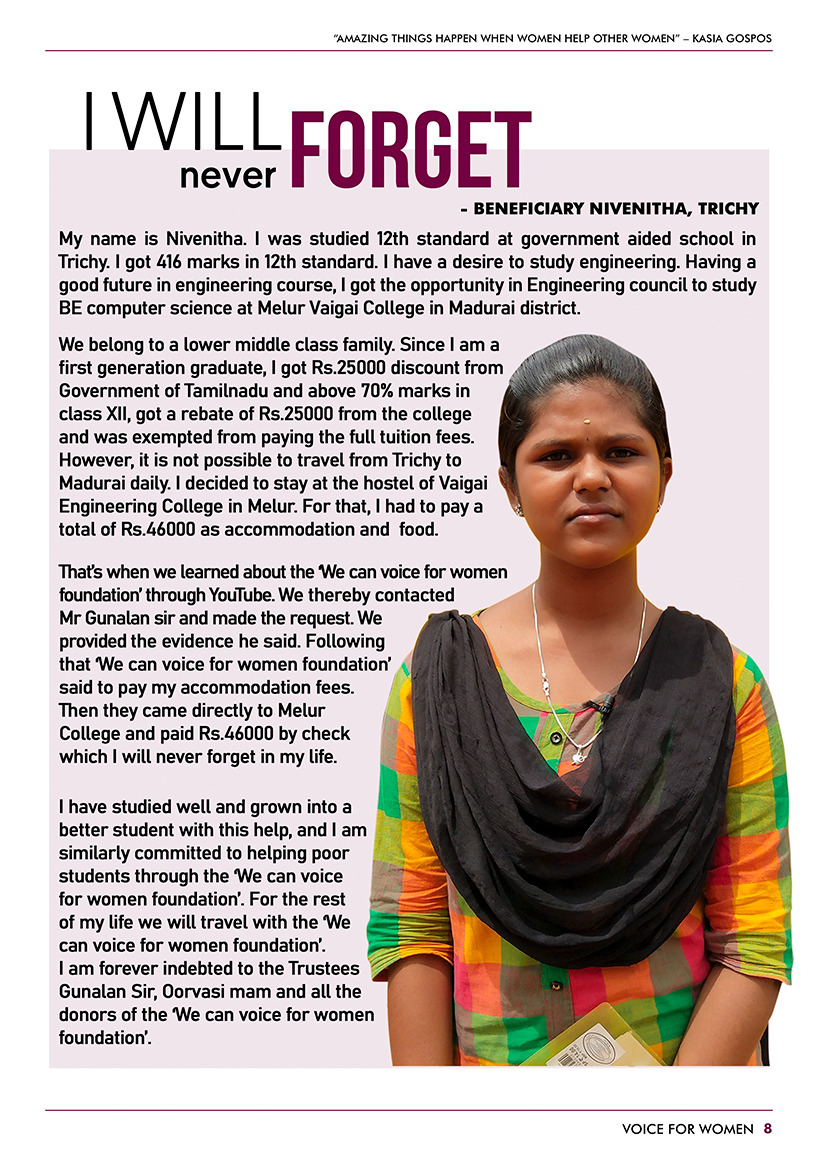 “AMAZING THINGS HAPPEN WHEN WOMEN HELP OTHER WOMEN” – KASIA GOSPOS
I WILL
never FORGET
- BENEFICIARY NIVENITHA, TRICHY
My name is Nivenitha. I was studied 12th standard at government aided school in
Trichy. I got 416 marks in 12th standard. I have a desire to study engineering. Having a
good future in engineering course, I got the opportunity in Engineering council to study
BE computer science at Melur Vaigai College in Madurai district.
We belong to a lower middle class family. Since I am a
first generation graduate, I got Rs.25000 discount from
Government of Tamilnadu and above 70% marks in
class XII, got a rebate of Rs.25000 from the college
and was exempted from paying the full tuition fees.
However, it is not possible to travel from Trichy to
Madurai daily. I decided to stay at the hostel of Vaigai
Engineering College in Melur. For that, I had to pay a
total of Rs.46000 as accommodation and food.
That’s when we learned about the ‘We can voice for women
foundation’ through YouTube. We thereby contacted
Mr Gunalan sir and made the request. We
provided the evidence he said. Following
that ‘We can voice for women foundation’
said to pay my accommodation fees.
Then they came directly to Melur
College and paid Rs.46000 by check
which I will never forget in my life.
I have studied well and grown into a
better student with this help, and I am
similarly committed to helping poor
students through the ‘We can voice
for women foundation’. For the rest
of my life we will travel with the ‘We
can voice for women foundation’.
I am forever indebted to the Trustees
Gunalan Sir, Oorvasi mam and all the
donors of the ‘We can voice for women
foundation’.
VOICE FOR WOMEN 8